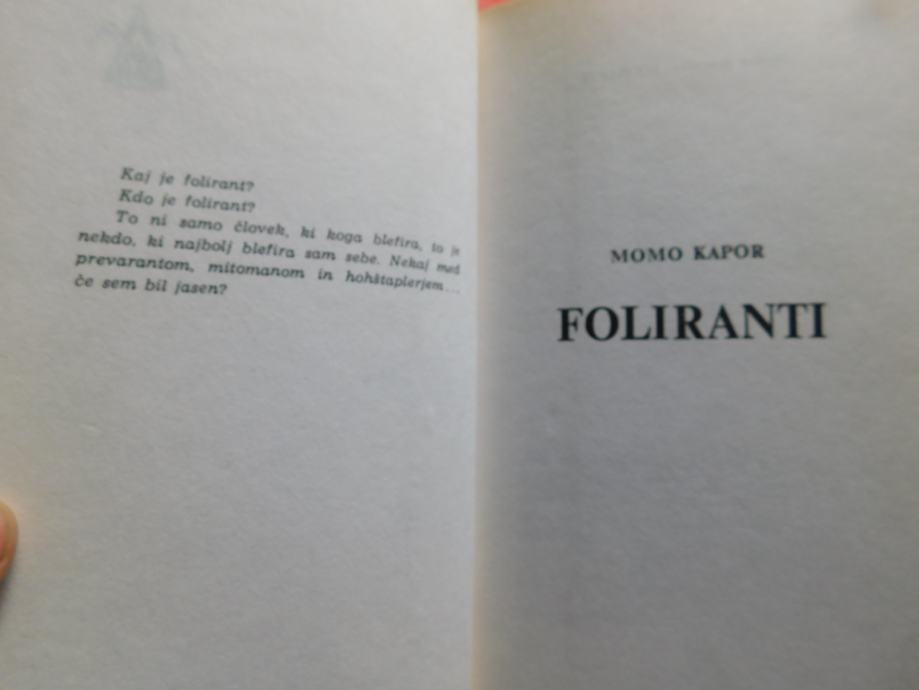 Kaj je folirant?
Kdo je folirant?
To ni samo človek, ki koga blefira, to je
nekdo, ki najbolj blefira sam sebe. Nekaj med
prevarantom, mitomanom in hohštaplerjem...
če sem bil jasen?
MOMO KAPOR
FOLIRANTI